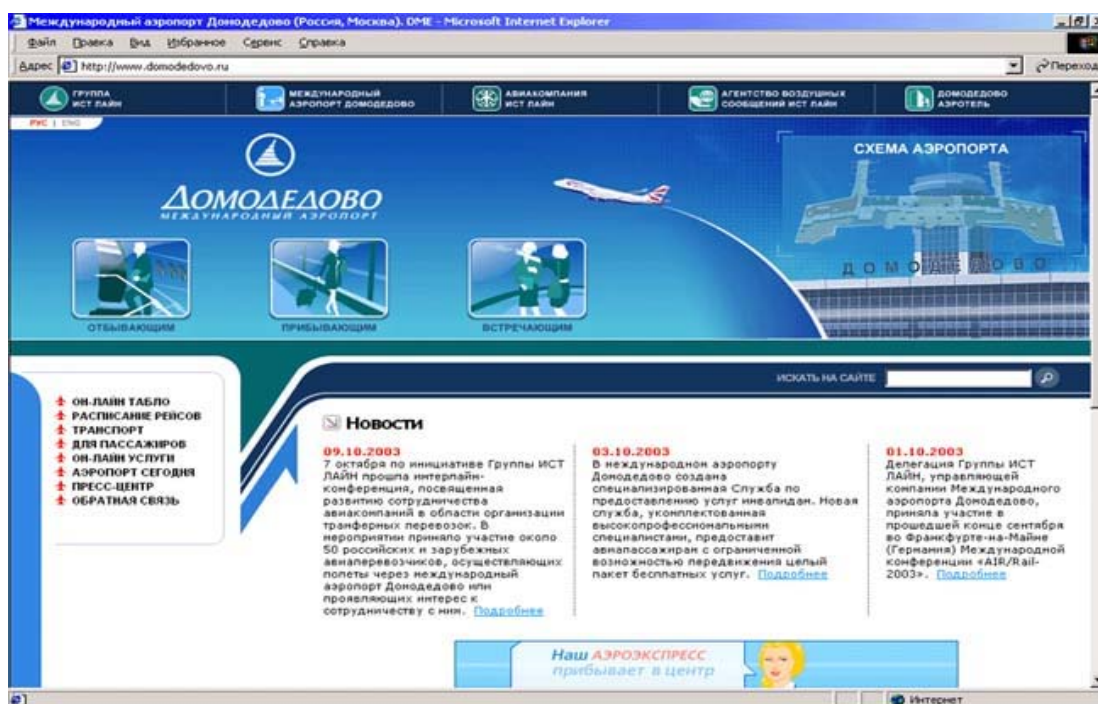 Международный аэропорт Домодедово (Россия, Москва). DME - Microsoft Internet Explorer
Файл Правка Вид Избранное Сервис Справка
Адрес http://www.domodedovo.ru Переход
ГРУППА
ИСТ ЛАЙН
МЕЖДУНАРОДНЫЙ
АЭРОПОРТ ДОМОДЕДОВО
АВИАКОМПАНИЯ
ИСТ ЛАЙН
АГЕНТСТВО ВОЗДУШНЫХ
СООБЩЕНИЙ ИСТ ЛАЙН
ДОМОДЕДОВО
АЭРОТЕЛЬ
РУС | ENG
ДОМОДЕДОВО
МЕЖДУНАРОДНЫЙ АЭРОПОРТ
СХЕМА АЭРОПОРТА
ДОМОДЕДОВО
ОТБЫВАЮЩИМ
ПРИБЫВАЮЩИМ
ВСТРЕЧАЮЩИМ
ИСКАТЬ НА САЙТЕ
ОН-ЛАЙН ТАБЛО
РАСПИСАНИЕ РЕЙСОВ
ТРАНСПОРТ
ДЛЯ ПАССАЖИРОВ
ОН-ЛАЙН УСЛУГИ
АЭРОПОРТ СЕГОДНЯ
ПРЕСС-ЦЕНТР
ОБРАТНАЯ СВЯЗЬ
Новости
09.10.2003
7 октября по инициативе Группы ИСТ
ЛАЙН прошла интерлайн-
конференция, посвященная
развитию сотрудничества
авиакомпаний в области организации
транферных перевозок. В
мероприятии приняло участие около
50 российских и зарубежных
авиаперевозчиков, осуществляющих
полеты через международный
аэропорт Домодедово или
проявляющих интерес к
сотрудничеству с ним. Подробнее
03.10.2003
В международном аэропорту
Домодедово создана
специализированная Служба по
предоставлению услуг инвалидам. Новая
служба, укомплектованная
высокопрофессиональными
специалистами, предоставит
авиапассажирам с ограниченной
возможностью передвижения целый
пакет бесплатных услуг. Подробнее
01.10.2003
Делегация Группы ИСТ
ЛАЙН, управляющей
компании Международного
аэропорта Домодедово,
приняла участие в
прошедшей конце сентября
во Франкфурте-на-Майне
(Германия) Международной
конференции «AIR/Rail-
2003». Подробнее
Наш АЭРОЭКСПРЕСС
прибывает в центр
Интернет